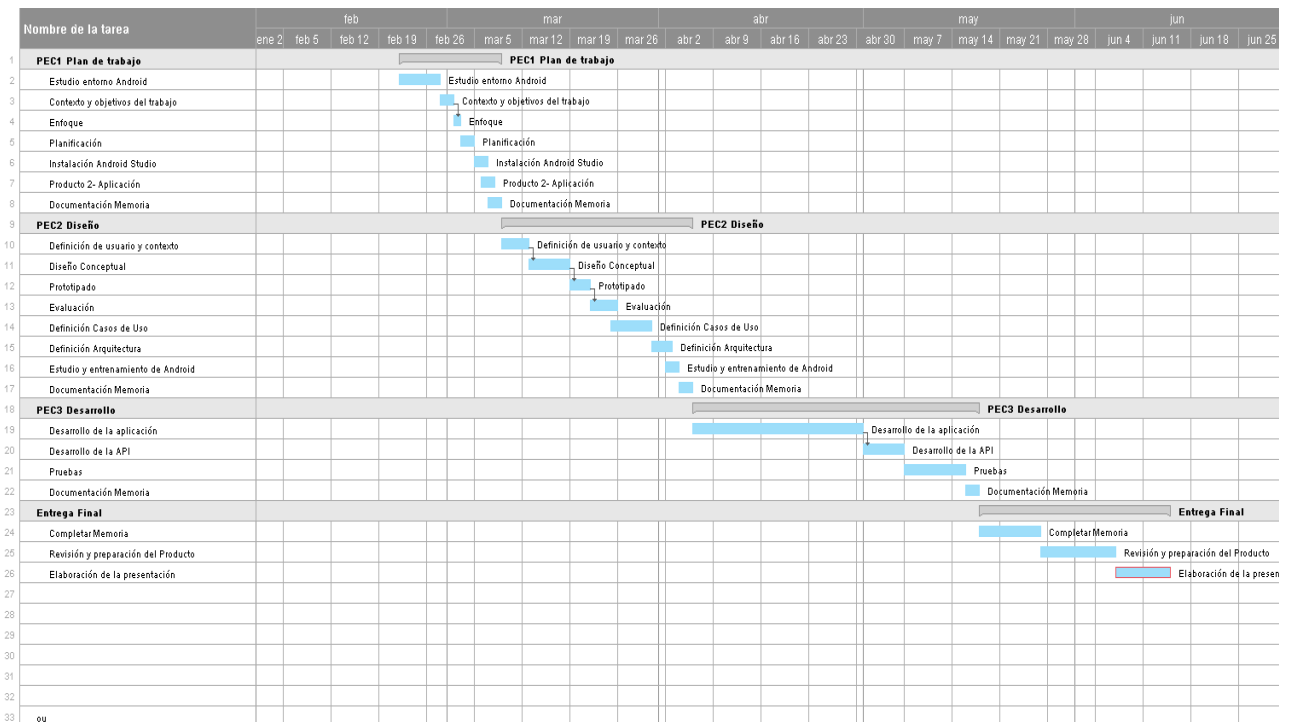 Nombre de la tarea
feb mar abr may jun
ene 2 feb 5 feb 12 feb 19 feb 26 mar 5 mar 12 mar 19 mar 26 abr 2 abr 9 abr 16 abr 23 abr 30 may 7 may 14 may 21 may 28 jun 4 jun 11 jun 18 jun 25
1 PEC1 Plan de trabajo PEC1 Plan de trabajo
2 Estudio entorno Android Estudio entorno Android
3 Contexto y objetivos del trabajo Contexto y objetivos del trabajo
4 Enfoque Enfoque
5 Planificación Planificación
6 Instalación Android Studio Instalación Android Studio
7 Producto 2- Aplicación Producto 2- Aplicación
8 Documentación Memoria Documentación Memoria
9 PEC2 Diseño PEC2 Diseño
10 Definición de usuario y contexto Definición de usuario y contexto
11 Diseño Conceptual Diseño Conceptual
12 Prototipado Prototipado
13 Evaluación Evaluación
14 Definición Casos de Uso Definición Casos de Uso
15 Definición Arquitectura Definición Arquitectura
16 Estudio y entrenamiento de Android Estudio y entrenamiento de Android
17 Documentación Memoria Documentación Memoria
18 PEC3 Desarrollo PEC3 Desarrollo
19 Desarrollo de la aplicación Desarrollo de la aplicación
20 Desarrollo de la API Desarrollo de la API
21 Pruebas Pruebas
22 Documentación Memoria Documentación Memoria
23 Entrega Final Entrega Final
24 Completar Memoria Completar Memoria
25 Revisión y preparación del Producto Revisión y preparación del Producto
26 Elaboración de la presentación Elaboración de la presen
27
28
29
30
31
32
33 ou